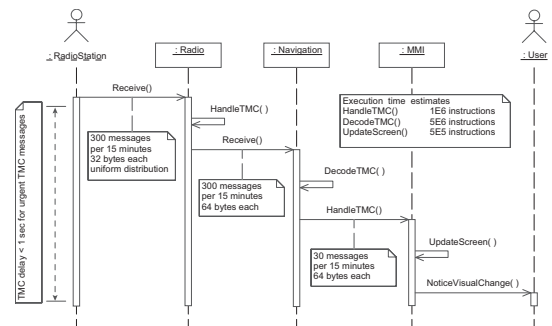 : RadioStation
: Radio
: Navigation
: MMI
: User
Receive()
HandleTMC( )
Execution time estimates
HandleTMC() 1E6 instructions
DecodeTMC() 5E6 instructions
UpdateScreen() 5E5 instructions
300 messages
per 15 minutes
32 bytes each
uniform distribution
Receive()
DecodeTMC( )
300 messages
per 15 minutes
64 bytes each
HandleTMC()
UpdateScreen( )
30 messages
per 15 minutes
64 bytes each
NoticeVisualChange( )
TMC delay < 1 sec for urgent TMC messages